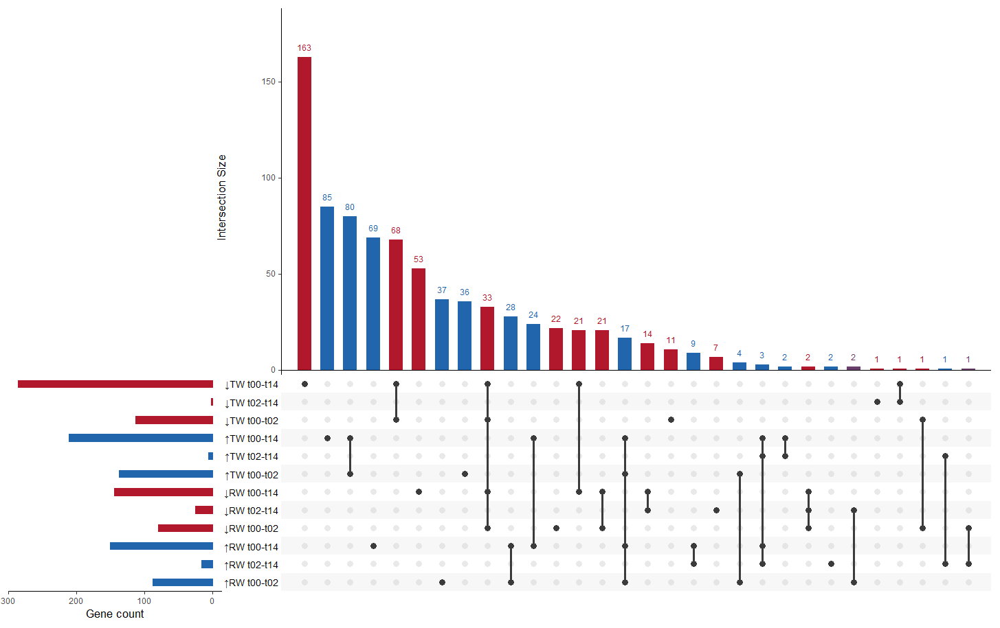 163
150
85
80
69
68
53
37
36
33
28
24
22
21
21
17
14
11
9
7
4
3
2
2
2
2
1
1
1
1
1
100
50
0
Intersection Size
↓TW t00-t14
↓TW t02-t14
↓TW t00-t02
↑TW t00-t14
↑TW t02-t14
↑TW t00-t02
↓RW t00-t14
↓RW t02-t14
↓RW t00-t02
↑RW t00-t14
↑RW t02-t14
↑RW t00-t02
300 200 100 0
Gene count